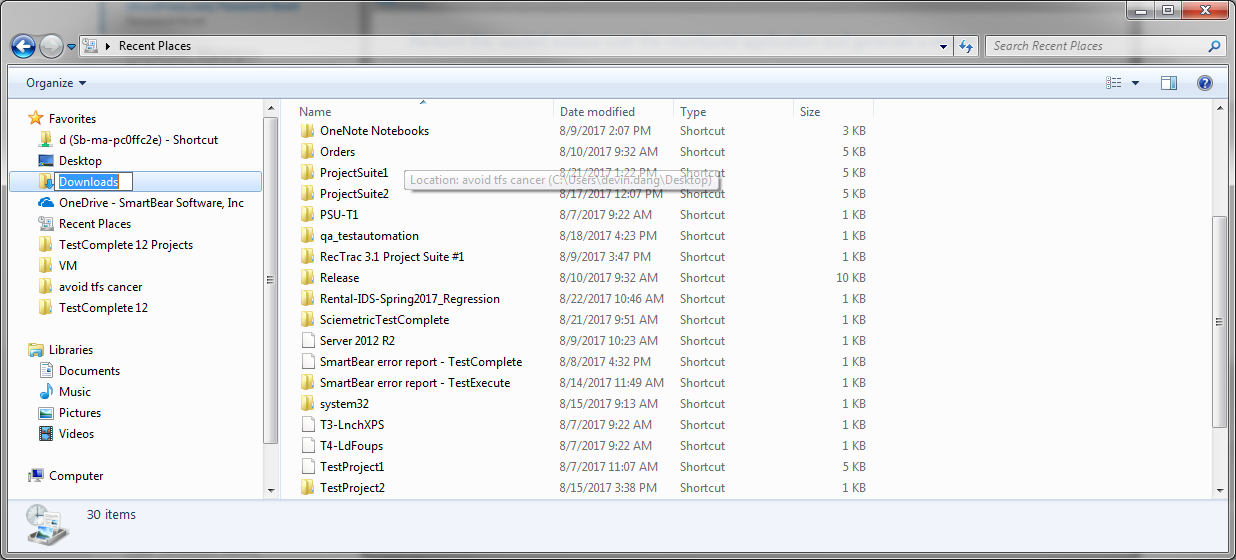 Recent Places
Search Recent Places
Organize
Favorites
d (Sb-ma-pc0ffc2e) - Shortcut
Desktop
Downloads
OneDrive - SmartBear Software, Inc
Recent Places
TestComplete 12 Projects
VM
avoid tfs cancer
TestComplete 12
Libraries
Documents
Music
Pictures
Videos
Computer
Name Date modified Type Size
OneNote Notebooks 8/9/2017 2:07 PM Shortcut 3 KB
Orders 8/10/2017 9:32 AM Shortcut 5 KB
ProjectSuite1 8/21/2017 1:22 PM Shortcut 5 KB
Location: avoid tfs cancer (C:\Users\devin.dang\Desktop)
ProjectSuite2 8/17/2017 12:07 PM Shortcut 5 KB
PSU-T1 8/7/2017 9:22 AM Shortcut 1 KB
qa_testautomation 8/18/2017 4:23 PM Shortcut 1 KB
RecTrac 3.1 Project Suite #1 8/9/2017 3:47 PM Shortcut 1 KB
Release 8/10/2017 9:32 AM Shortcut 10 KB
Rental-IDS-Spring2017_Regression 8/22/2017 10:46 AM Shortcut 1 KB
SciemetricTestComplete 8/21/2017 9:51 AM Shortcut 1 KB
Server 2012 R2 8/9/2017 10:23 AM Shortcut 1 KB
SmartBear error report - TestComplete 8/8/2017 4:32 PM Shortcut 1 KB
SmartBear error report - TestExecute 8/14/2017 11:49 AM Shortcut 1 KB
system32 8/15/2017 9:13 AM Shortcut 1 KB
T3-LnchXPS 8/7/2017 9:22 AM Shortcut 1 KB
T4-LdFoups 8/7/2017 9:22 AM Shortcut 1 KB
TestProject1 8/7/2017 11:07 AM Shortcut 5 KB
TestProject2 8/15/2017 3:38 PM Shortcut 1 KB
30 items